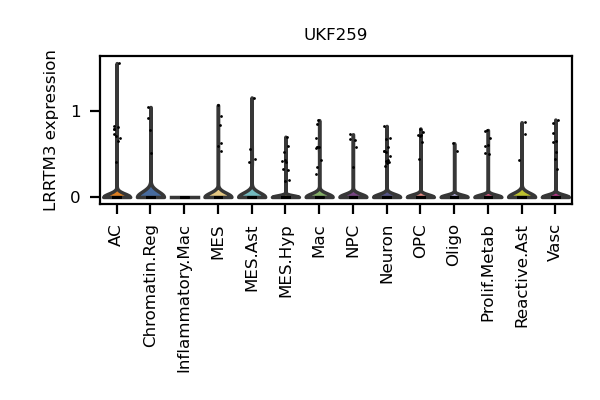 UKF259
LRRTM3 expression
1
0
AC
Chromatin.Reg
Inflammatory.Mac
MES
MES.Ast
MES.Hyp
Mac
NPC
Neuron
OPC
Oligo
Prolif.Metab
Reactive.Ast
Vasc